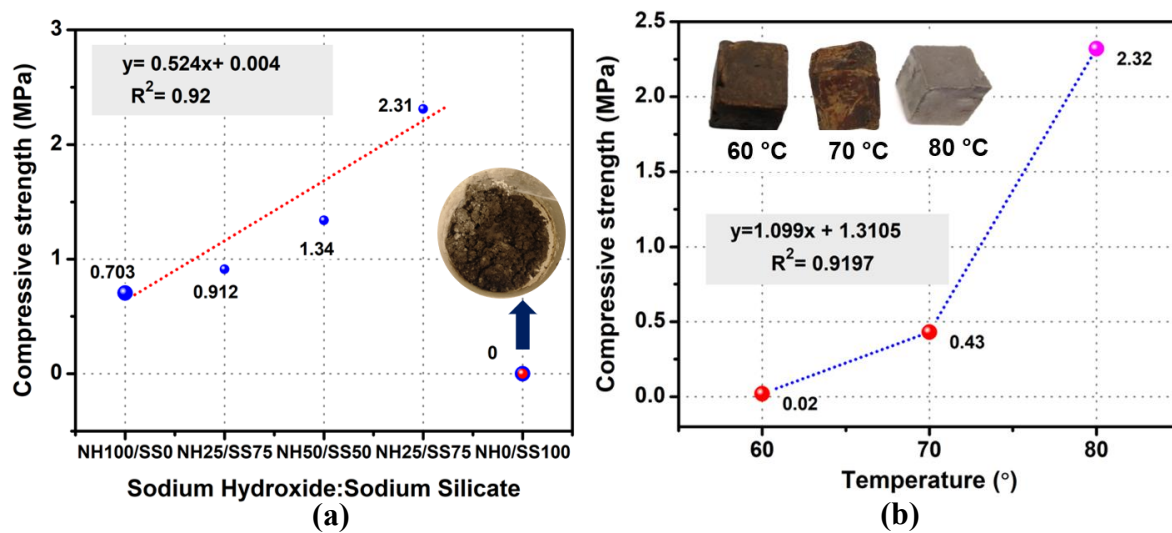 Compressive strength (MPa)
3
2
1
0
y= 0.524x+ 0.004
R²= 0.92
0.703
0.912
1.34
2.31
0
NH100/SS0 NH25/SS75 NH50/SS50 NH25/SS75 NH0/SS100
Sodium Hydroxide:Sodium Silicate
(a)
Compressive strength (MPa)
2.5
2.0
1.5
1.0
0.5
0.0
60 °C 70 °C 80 °C
y=1.099x + 1.3105
R²= 0.9197
0.02
0.43
2.32
60 70 80
Temperature (°)
(b)